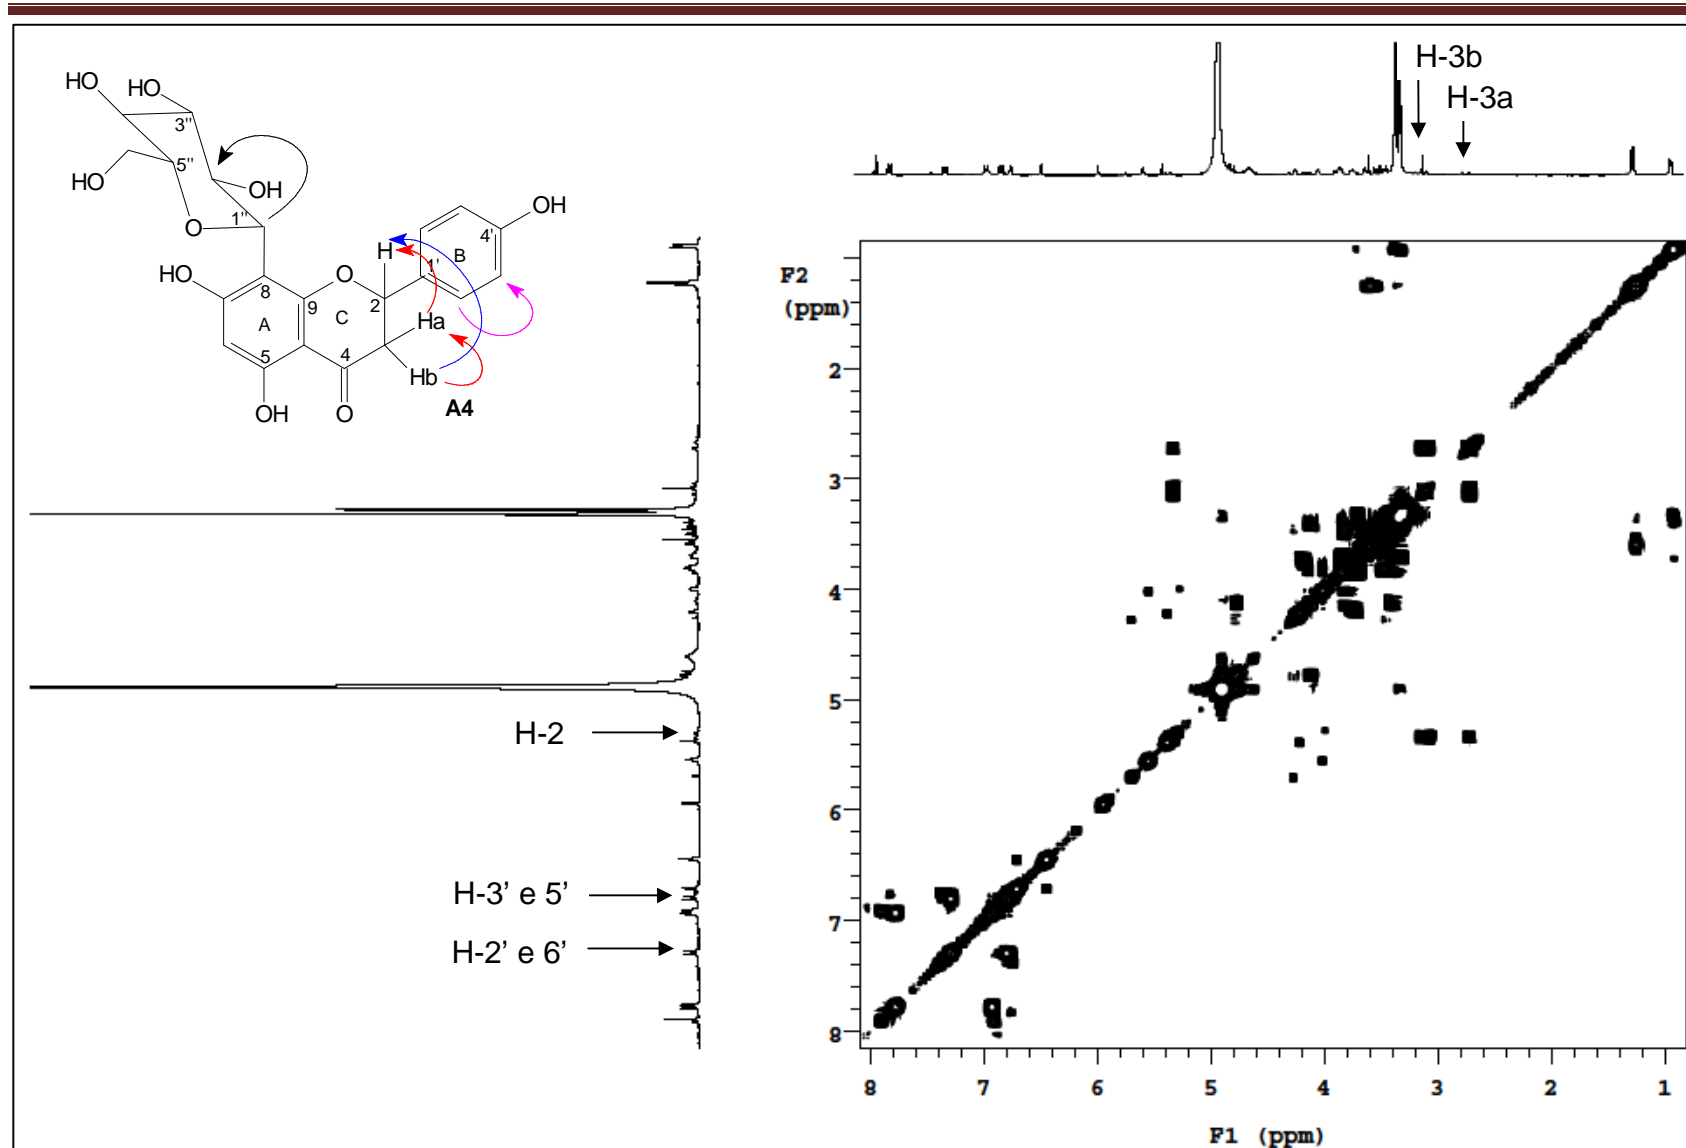 H-3b
H-3a
HO
HO
3''
5''
HO
OH
1''
O
OH
4'
B
H
1'
HO
O
8
9
2
C
Ha
A
5
4
Hb
OH
O
A4
H-2
H-3’ e 5’
H-2’ e 6’
F2
(ppm)
2
3
4
5
6
7
8
8 7 6 5 4 3 2 1
F1 (ppm)